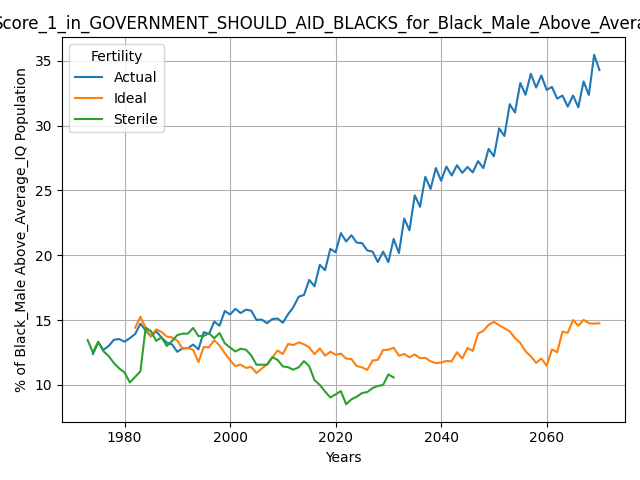 Score_1_in_GOVERNMENT_SHOULD_AID_BLACKS_for_Black_Male_Above_Avera
Fertility
Actual
Ideal
Sterile
% of Black_Male Above_Average_IQ Population
35
30
25
20
15
10
1980
2000
2020
2040
2060
Years